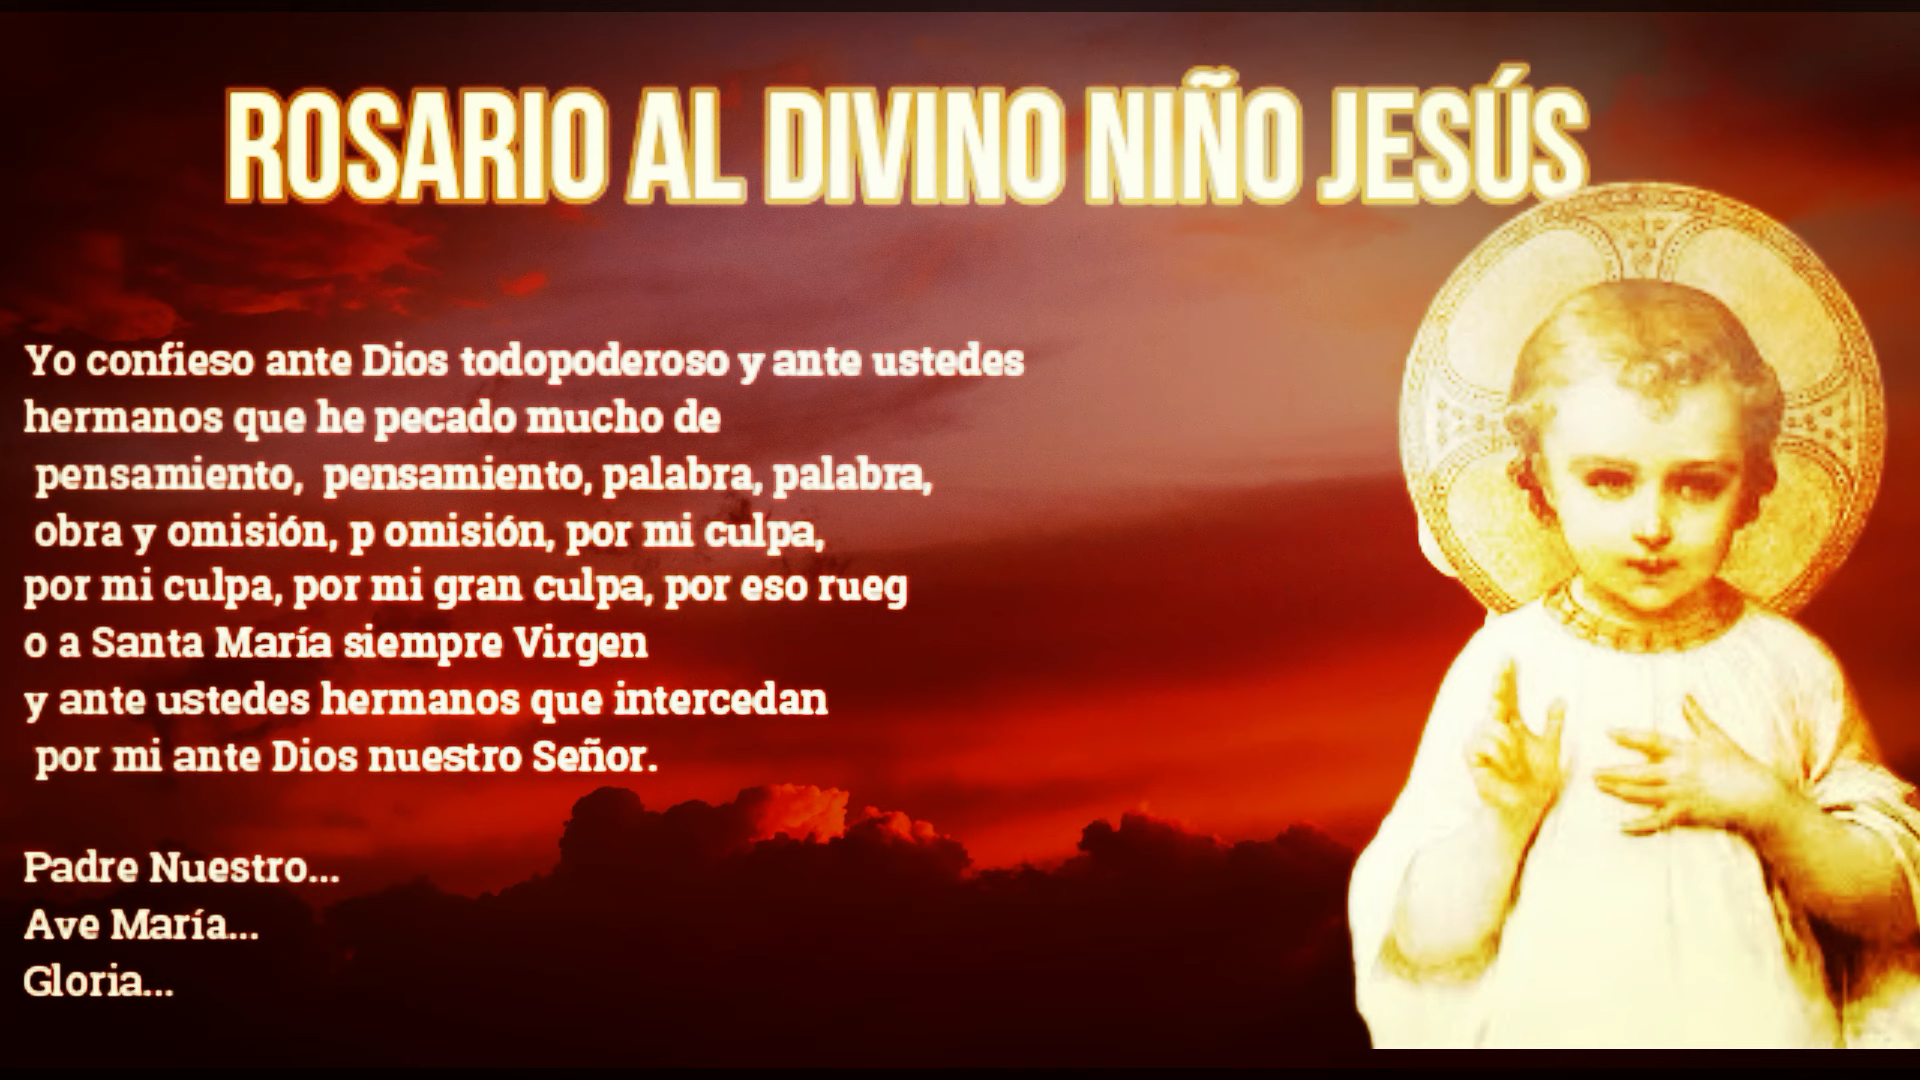 ROSARIO AL DIVINO NIÑO JESÚS
Yo confieso ante Dios todopoderoso y ante ustedes
hermanos que he pecado mucho de
pensamiento, pensamiento, palabra, palabra,
obra y omisión, p omisión, por mi culpa,
por mi culpa, por mi gran culpa, por eso rueg
o a Santa María siempre Virgen
y ante ustedes hermanos que intercedan
por mi ante Dios nuestro Señor.
Padre Nuestro...
Ave María...
Gloria...